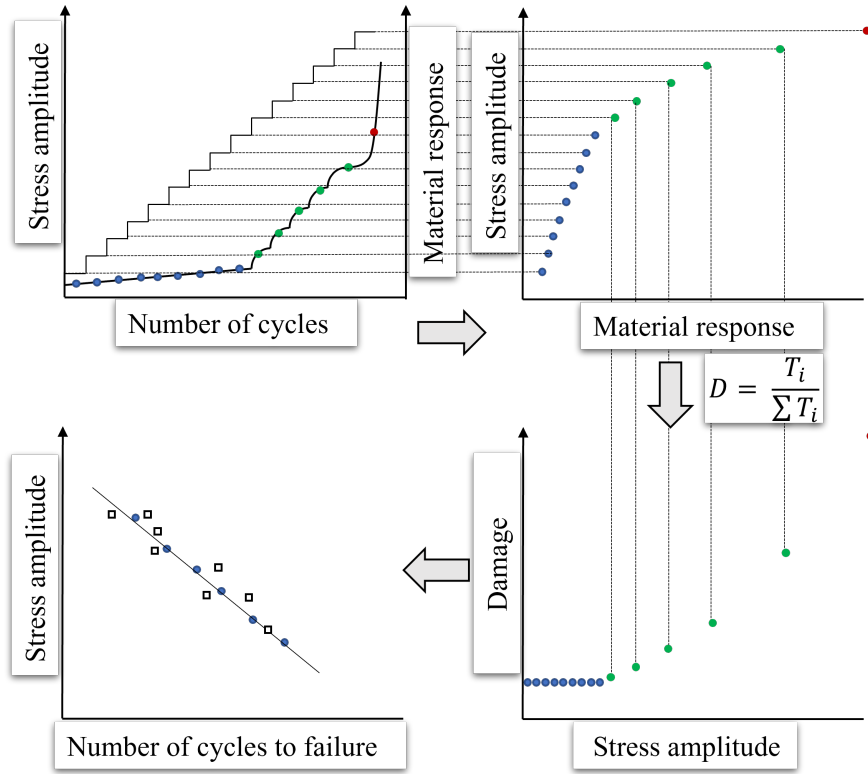 Stress amplitude
Material response
Number of cycles
Stress amplitude
Material response
D = T_i / ∑ T_i
Stress amplitude
Number of cycles to failure
Damage
Stress amplitude